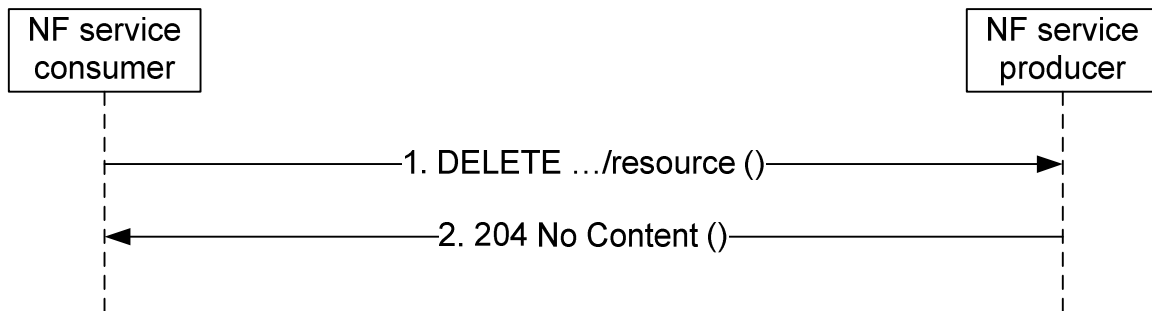 NF service
consumer
NF service
producer
1. DELETE …/resource ()
2. 204 No Content ()